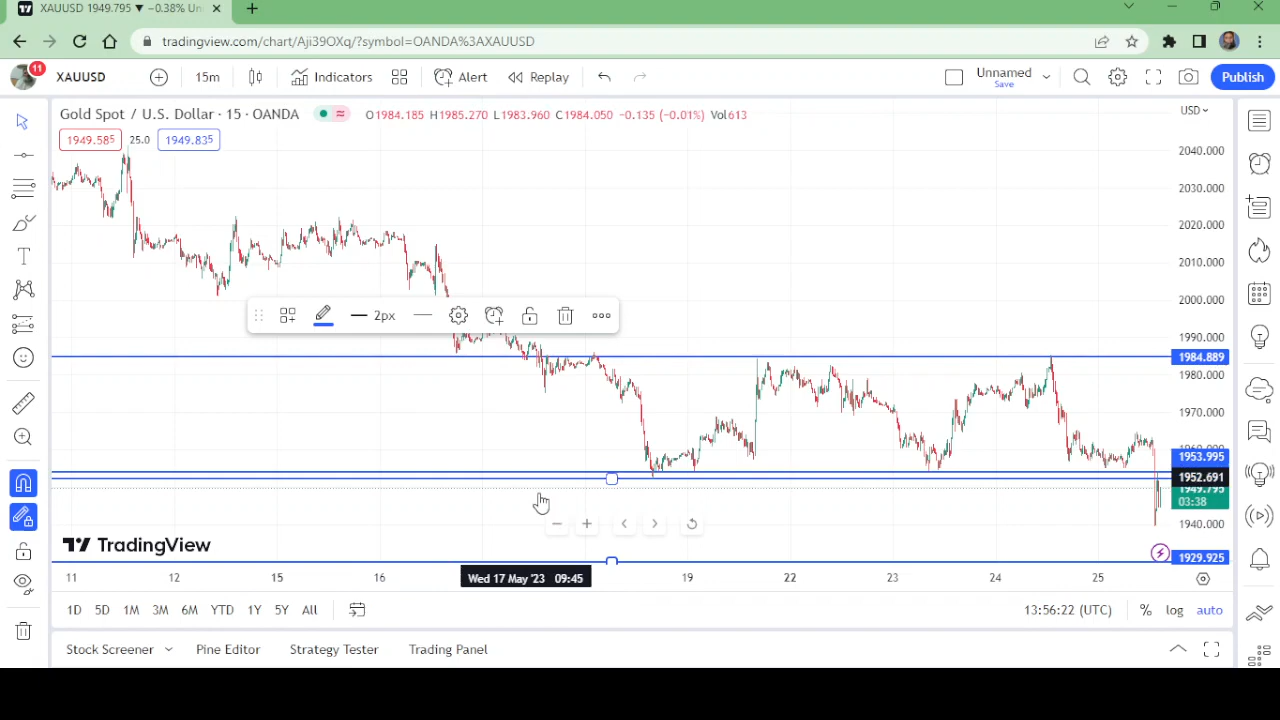 XAUUSD 1949.795 ▼ −0.38% Un
tradingview.com/chart/Aji39OXq/?symbol=OANDA%3AXAUUSD
11
XAUUSD
15m
Indicators
Alert
Replay
Unnamed
Save
Publish
Gold Spot / U.S. Dollar · 15 · OANDA
O1984.185 H1985.270 L1983.960 C1984.050 −0.135 (−0.01%) Vol613
USD
1949.585
25.0
1949.835
2040.000
2030.000
2020.000
2010.000
2000.000
2px
1990.000
1984.889
1980.000
1970.000
1960.000
1953.995
1952.691
1949.795
03:38
1940.000
TradingView
1929.925
11
12
15
16
Wed 17 May '23 09:45
19
22
23
24
25
1D
5D
1M
3M
6M
YTD
1Y
5Y
All
13:56:22 (UTC)
%
log
auto
Stock Screener
Pine Editor
Strategy Tester
Trading Panel